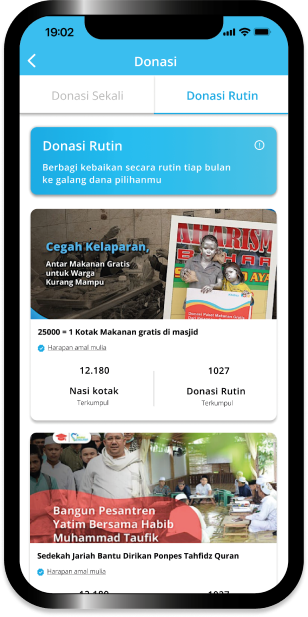 19:02
Donasi
Donasi Sekali
Donasi Rutin
Donasi Rutin
Berbagi kebaikan secara rutin tiap bulan
ke galang dana pilihanmu
Cegah Kelaparan,
Antar Makanan Gratis
untuk Warga
Kurang Mampu
25000 = 1 Kotak Makanan gratis di masjid
Harapan amal mulia
12.180
1027
Nasi kotak
Donasi Rutin
Terkumpul
Terkumpul
Bangun Pesantren
Yatim Bersama Habib
Muhammad Taufik
Sedekah Jariah Bantu Dirikan Ponpes Tahfidz Quran
Harapan amal mulia